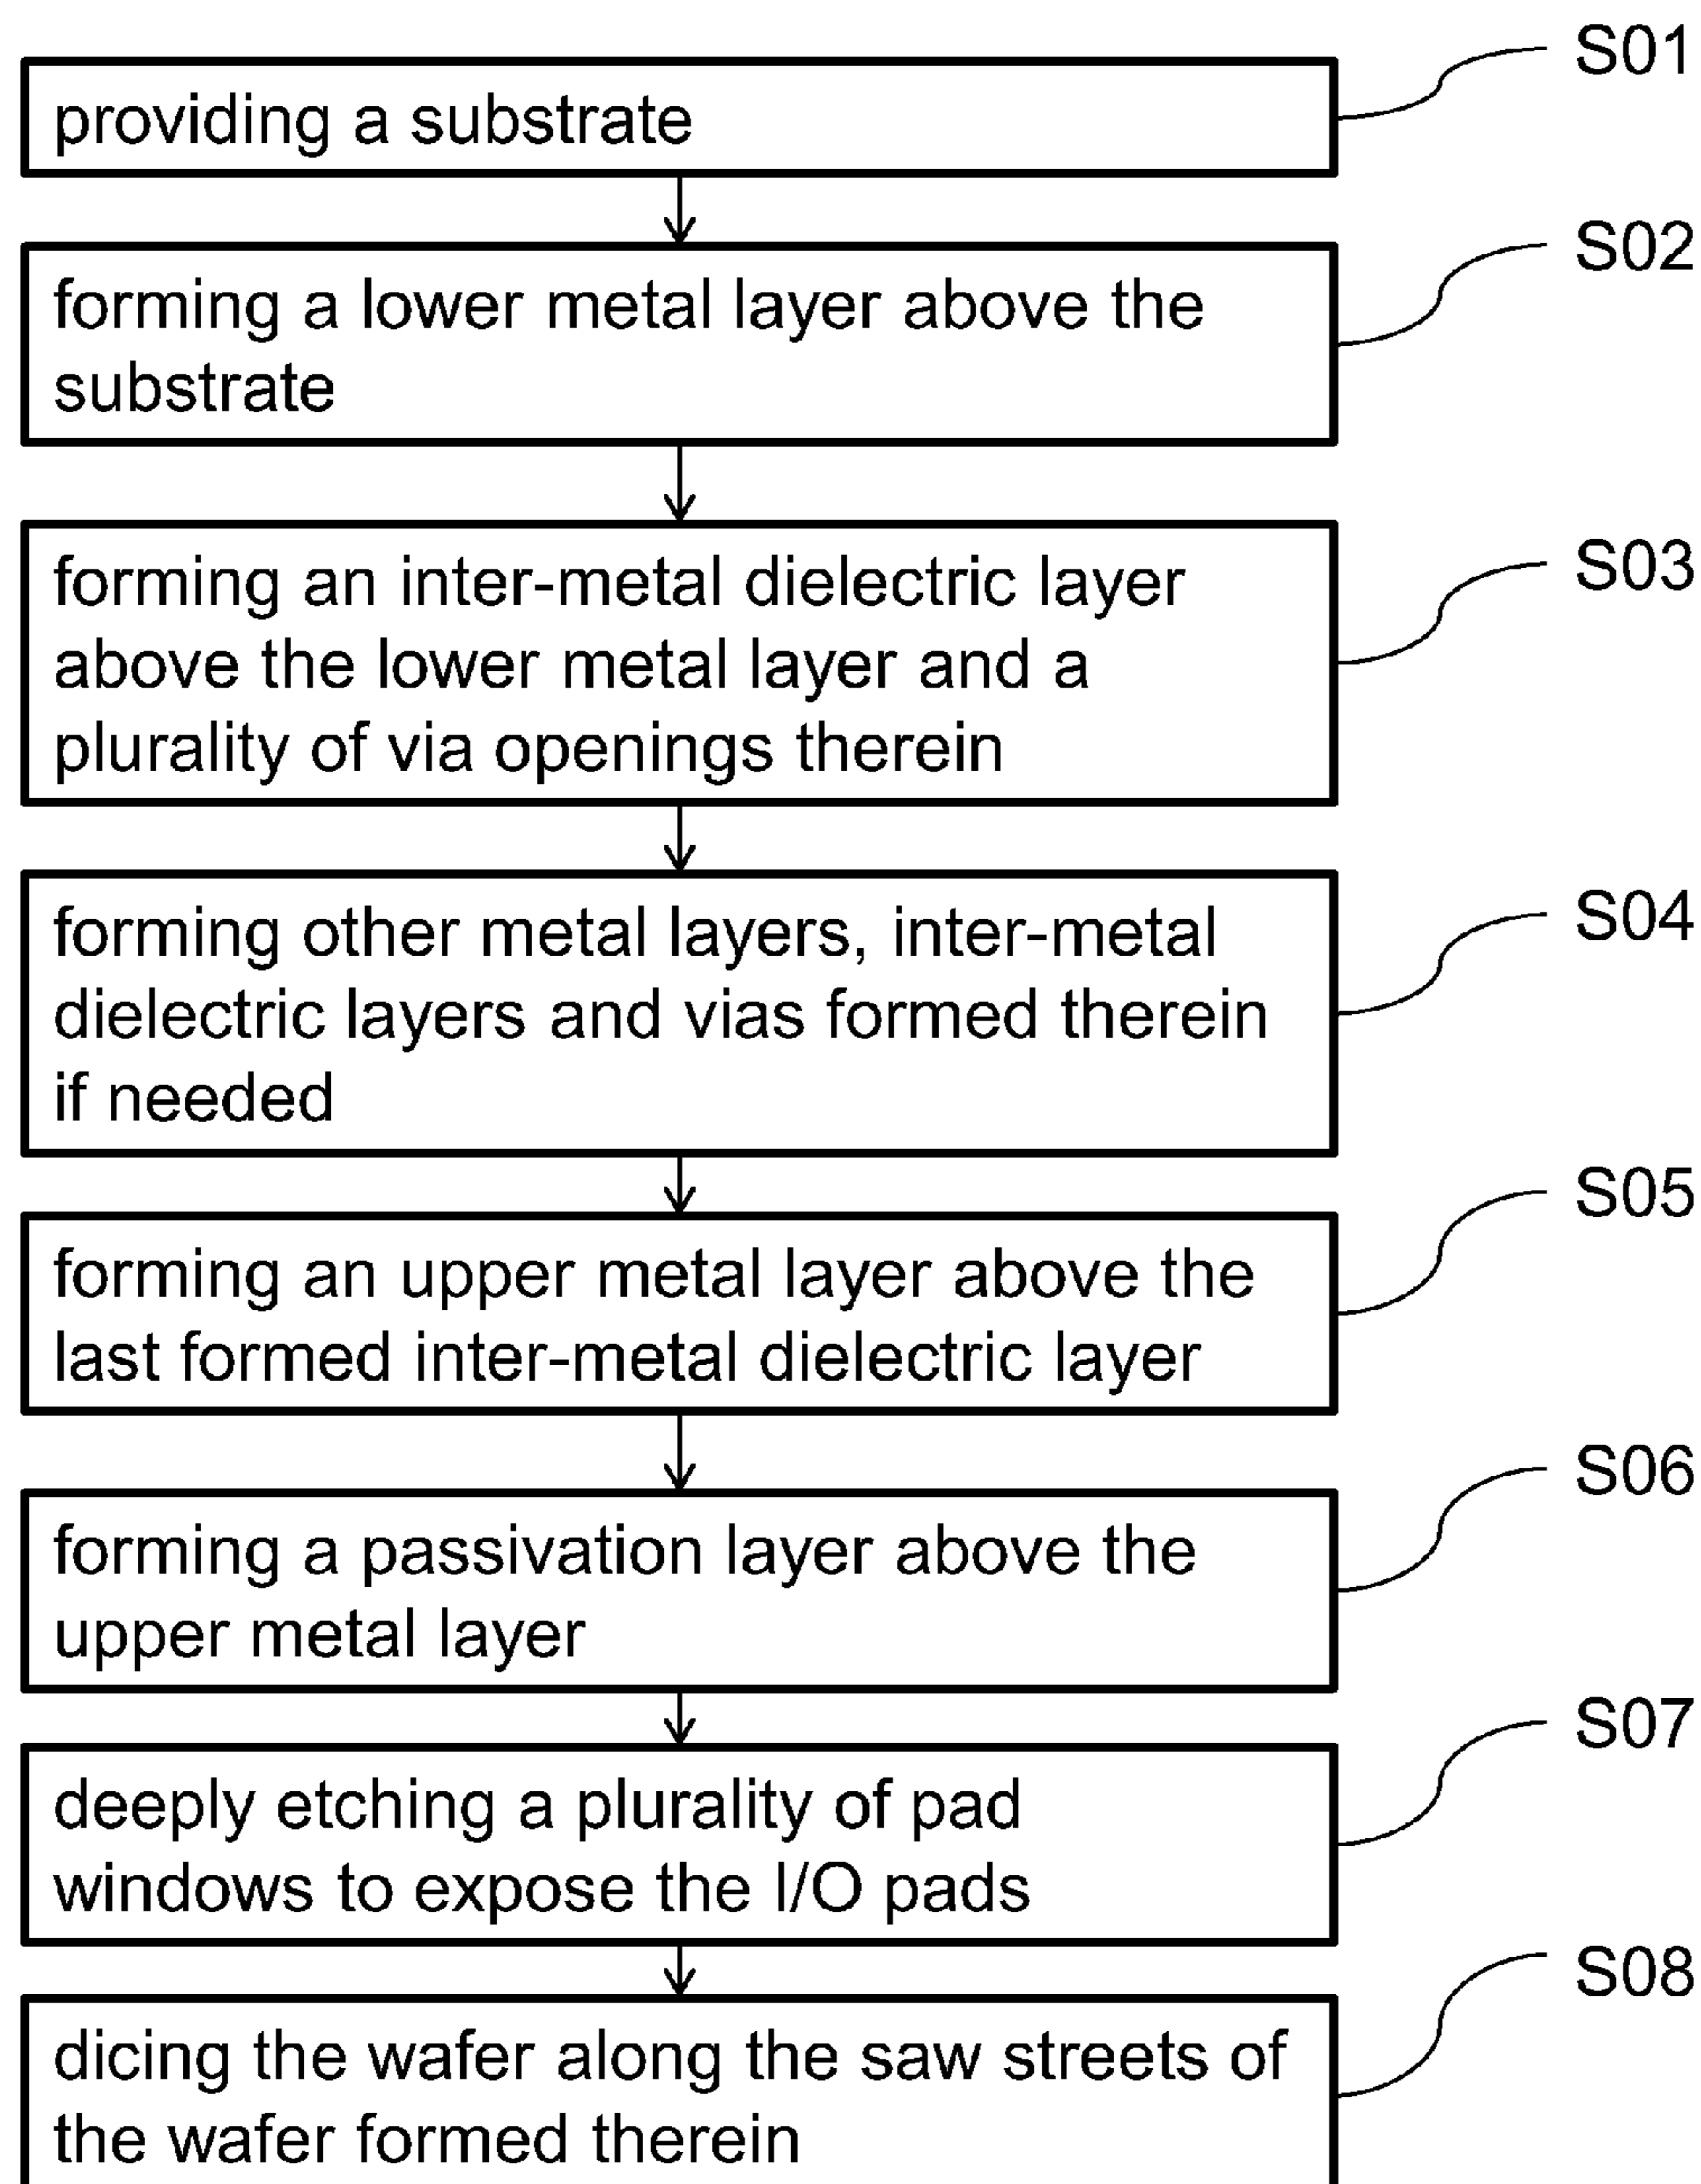 S01
providing a substrate
S02
forming a lower metal layer above the
substrate
S03
forming an inter-metal dielectric layer
above the lower metal layer and a
plurality of via openings therein
S04
forming other metal layers, inter-metal
dielectric layers and vias formed therein
if needed
S05
forming an upper metal layer above the
last formed inter-metal dielectric layer
S06
forming a passivation layer above the
upper metal layer
S07
deeply etching a plurality of pad
windows to expose the I/O pads
S08
dicing the wafer along the saw streets of
the wafer formed therein